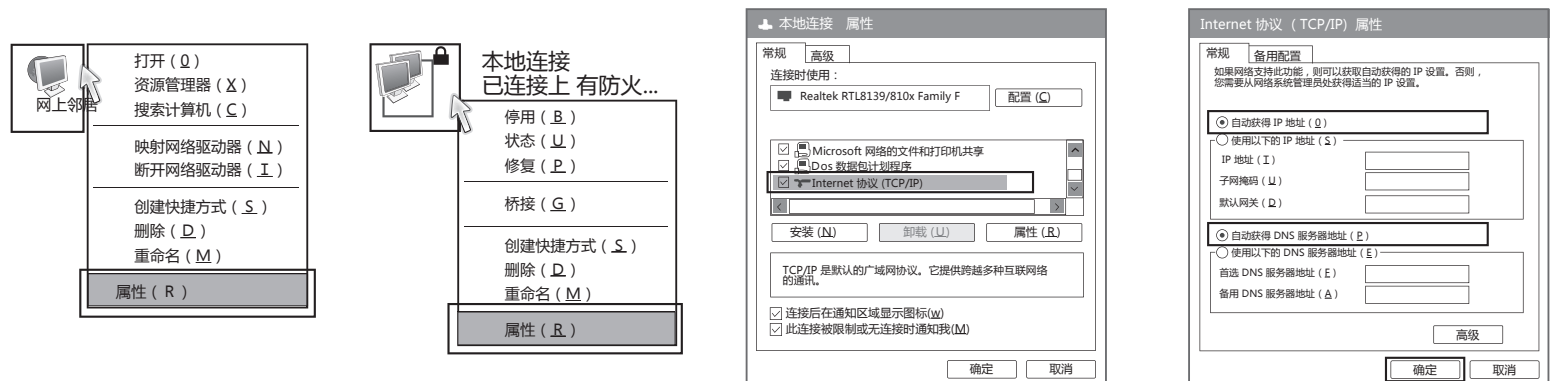 网上邻居
打开（0）
资源管理器（X）
搜索计算机（C）
映射网络驱动器（N）
断开网络驱动器（I）
创建快捷方式（S）
删除（D）
重命名（M）
属性（R）
本地连接
已连接上 有防火...
停用（B）
状态（U）
修复（P）
桥接（G）
创建快捷方式（S）
删除（D）
重命名（M）
属性（R）
本地连接 属性
常规 高级
连接时使用：
Realtek RTL8139/810x Family F 配置 (C)
Microsoft 网络的文件和打印机共享
Dos 数据包计划程序
Internet 协议 (TCP/IP)
安装 (N) 卸载 (U) 属性 (R)
TCP/IP 是默认的广域网协议。它提供跨越多种互联网络
的通讯。
连接后在通知区域显示图标(w)
此连接被限制或无连接时通知我(M)
确定 取消
Internet 协议 （TCP/IP）属性
常规 备用配置
如果网络支持此功能，则可以获取自动获得的 IP 设置。否则，
您需要从网络系统管理员处获得适当的 IP 设置。
自动获得 IP 地址（0）
使用以下的 IP 地址（S）
IP 地址（I）
子网掩码（U）
默认网关（D）
自动获得 DNS 服务器地址（P）
使用以下的 DNS 服务器地址（E）
首选 DNS 服务器地址（F）
备用 DNS 服务器地址（A）
高级
确定 取消